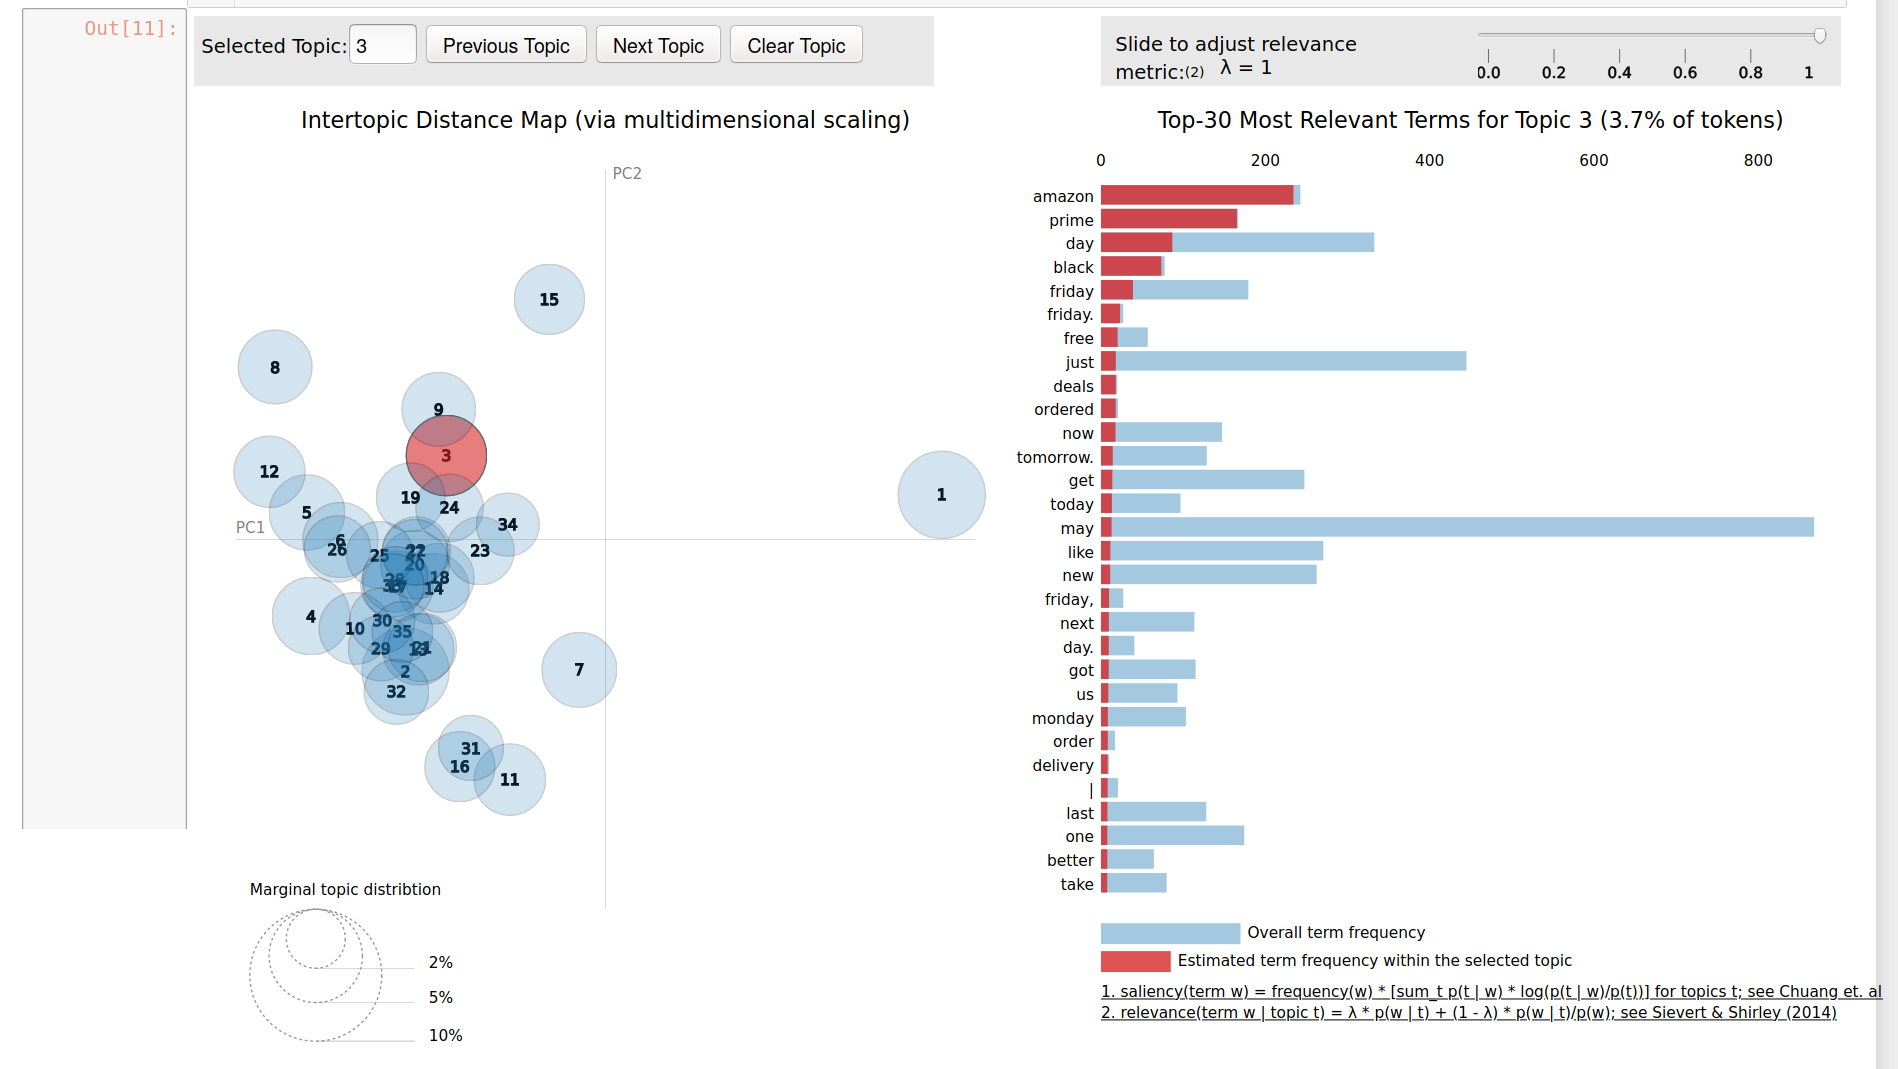 Out[11]:
Selected Topic: 3 Previous Topic Next Topic Clear Topic
Slide to adjust relevance
metric:(2) λ = 1
0.0 0.2 0.4 0.6 0.8 1
Intertopic Distance Map (via multidimensional scaling)
PC2
15
8
9
3
12
19
24
5
1
34
PC1
6
26
25
22
23
20
28
18
33
17
14
4
10
30
35
29
13
21
2
7
32
31
16
11
Marginal topic distribtion
2%
5%
10%
Top-30 Most Relevant Terms for Topic 3 (3.7% of tokens)
0 200 400 600 800
amazon
prime
day
black
friday
friday.
free
just
deals
ordered
now
tomorrow.
get
today
may
like
new
friday,
next
day.
got
us
monday
order
delivery
|
last
one
better
take
Overall term frequency
Estimated term frequency within the selected topic
1. saliency(term w) = frequency(w) * [sum_t p(t | w) * log(p(t | w)/p(t))] for topics t; see Chuang et. al
2. relevance(term w | topic t) = λ * p(w | t) + (1 - λ) * p(w | t)/p(w); see Sievert & Shirley (2014)